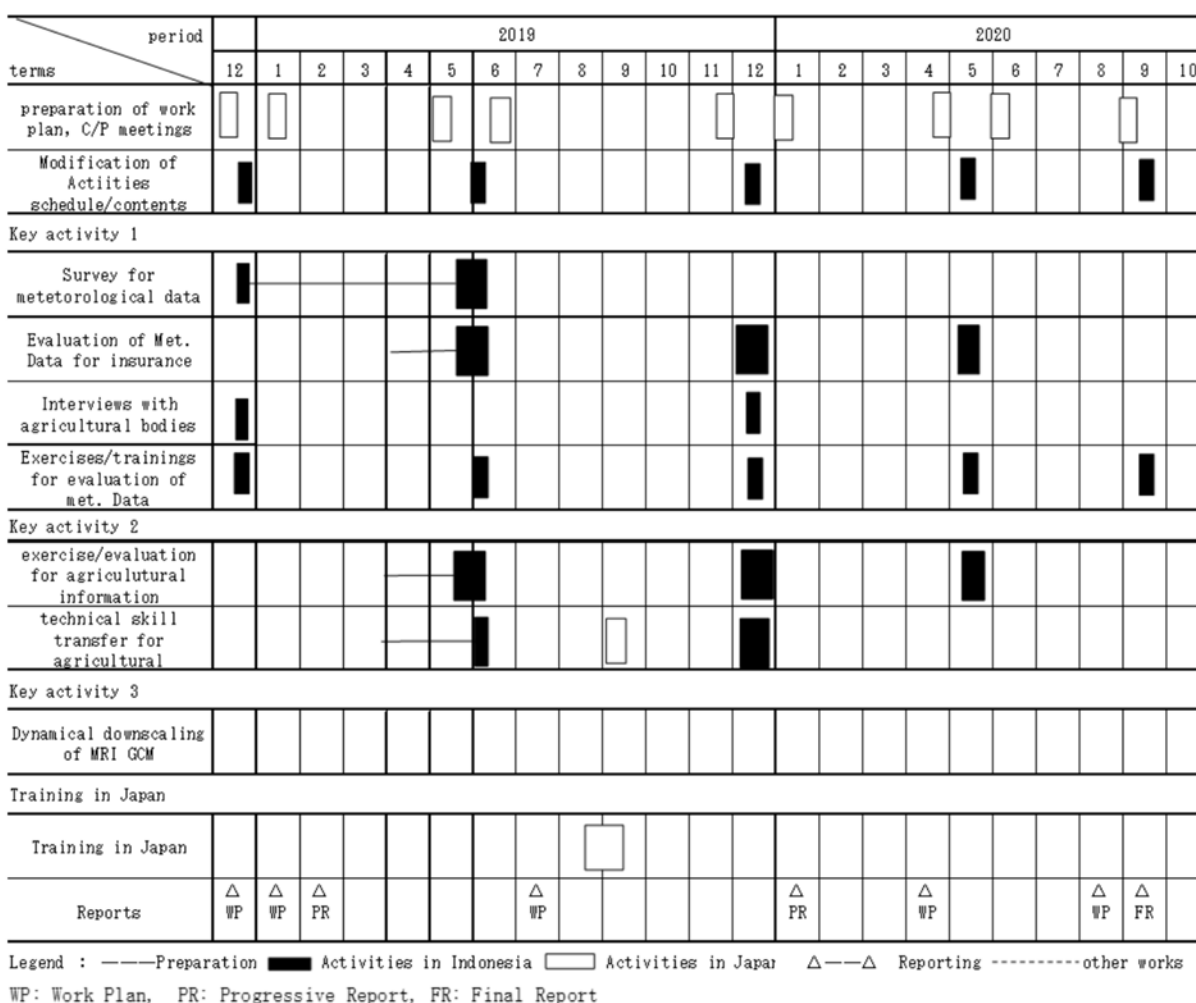 period 2019 2020
terms 12 1 2 3 4 5 6 7 8 9 10 11 12 1 2 3 4 5 6 7 8 9 10
preparation of work
plan, C/P meetings
Modification of
Actiities
schedule/contents
Key activity 1
Survey for
metetorological data
Evaluation of Met.
Data for insurance
Interviews with
agricultural bodies
Exercises/trainings
for evaluation of
met. Data
Key activity 2
exercise/evaluation
for agriculutural
information
technical skill
transfer for
agricultural
Key activity 3
Dynamical downscaling
of MRI GCM
Training in Japan
Training in Japan
Reports
△ △ △ △ △ △ △ △
WP WP PR WP PR WP WP FR
Legend : ———Preparation Activities in Indonesia Activities in Japan △——△ Reporting ---------other works
WP: Work Plan, PR: Progressive Report, FR: Final Report